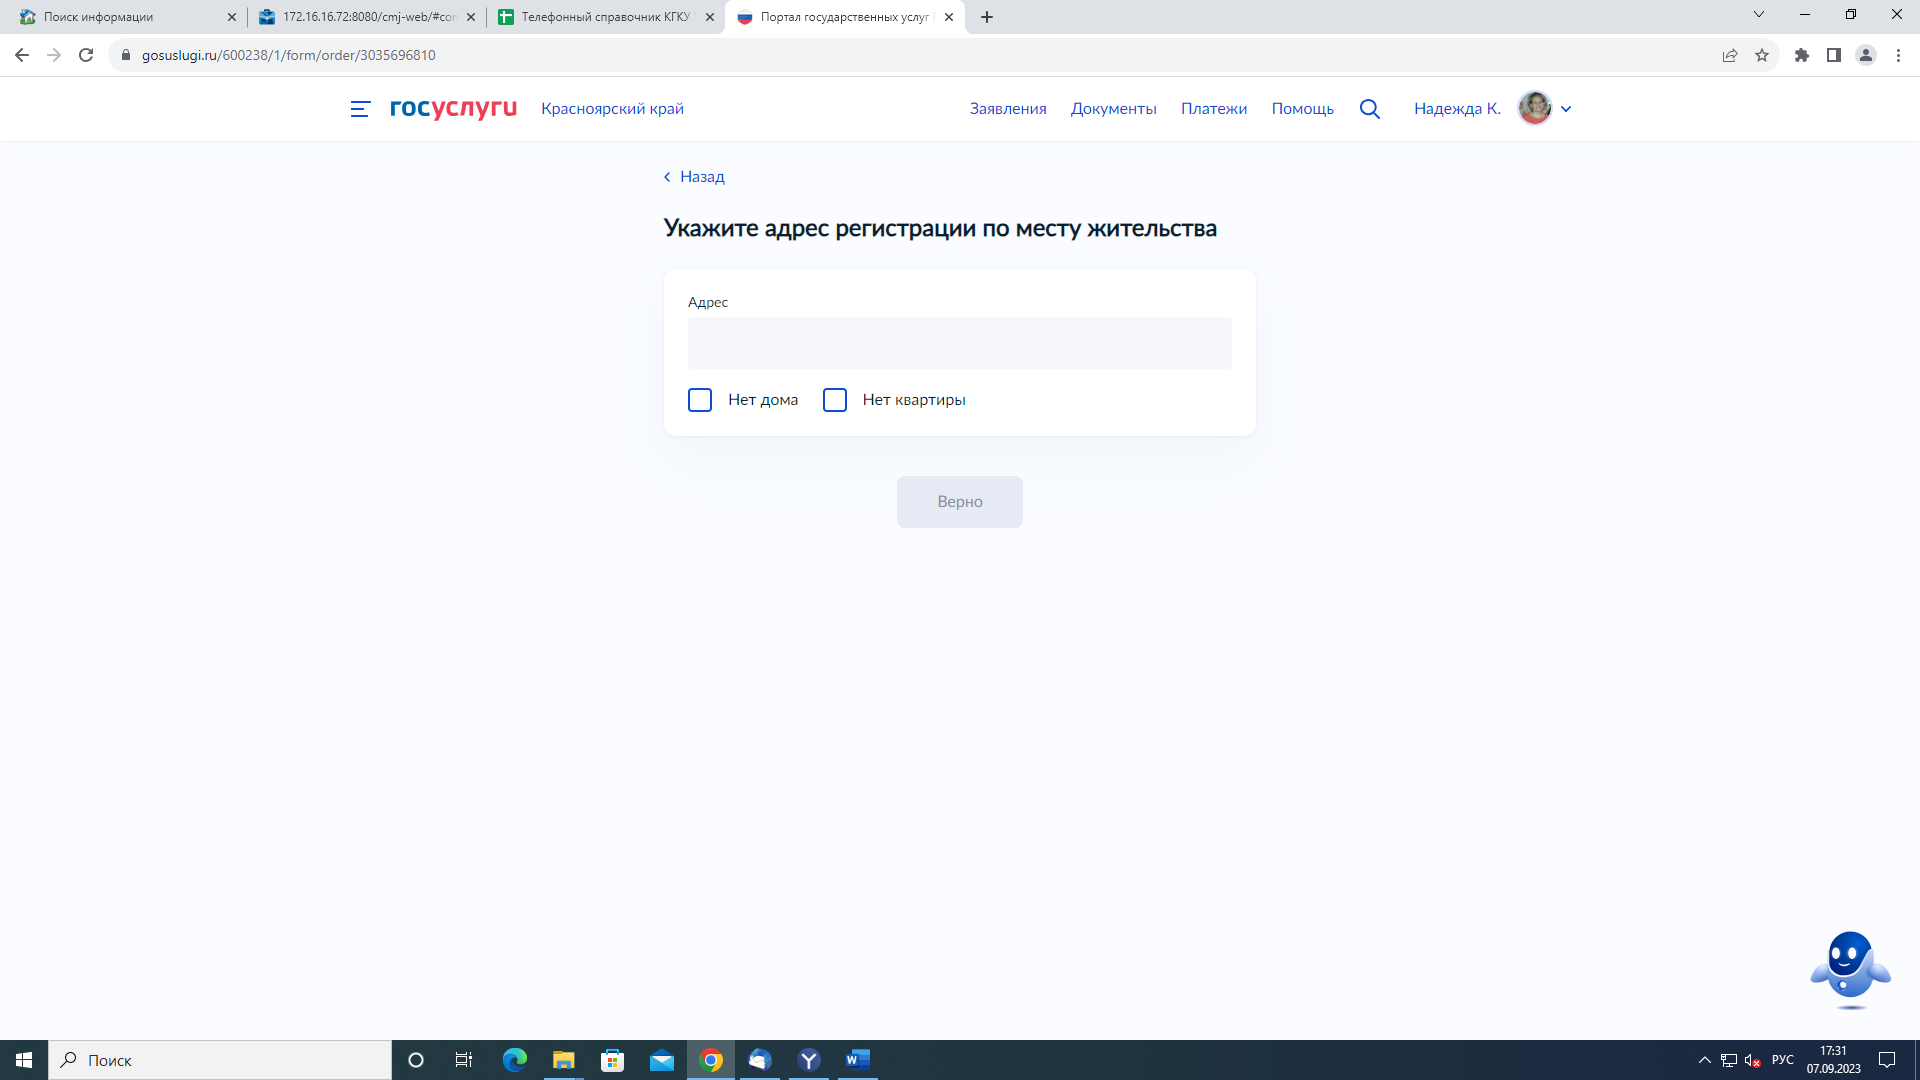 Поиск информации
172.16.16.72:8080/cmj-web/#co
Телефонный справочник КГКУ
Портал государственных услуг
gosuslugi.ru/600238/1/form/order/3035696810
госуслуги Красноярский край Заявления Документы Платежи Помощь Надежда К.
Назад
Укажите адрес регистрации по месту жительства
Адрес
Нет дома Нет квартиры
Верно
Поиск
РУС
17:31
07.09.2023